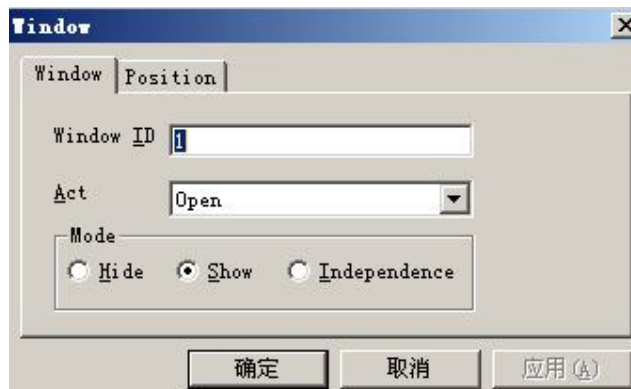 Window
Window Position
Window ID 1
Act Open
Mode
Hide Show Independence
确定 取消 应用(A)